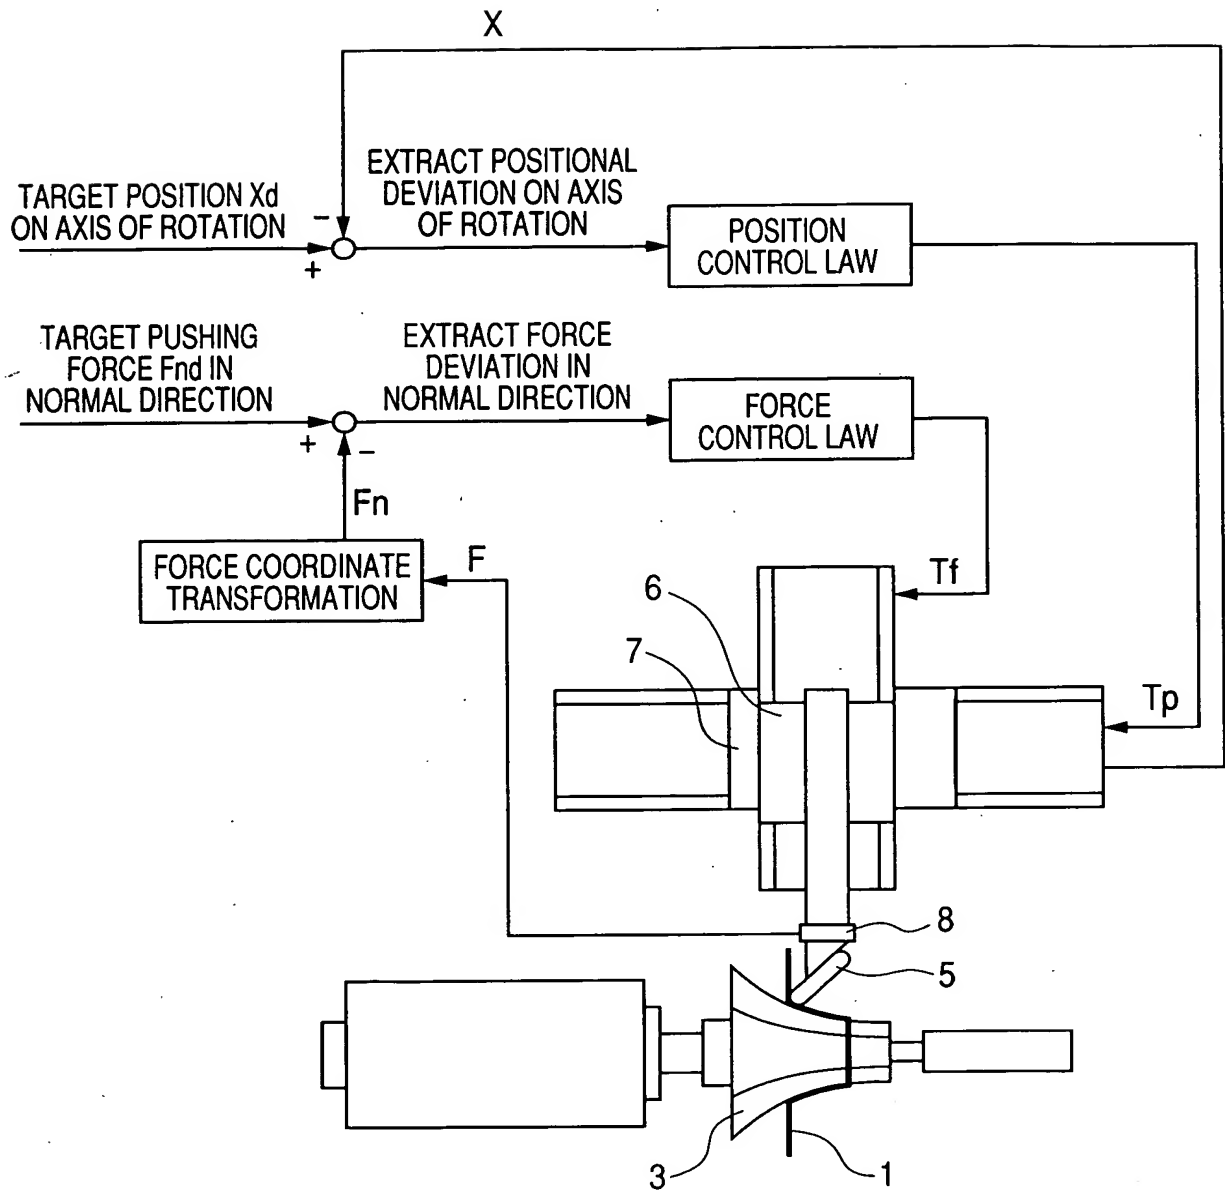 X
TARGET POSITION Xd
ON AXIS OF ROTATION
−
+
EXTRACT POSITIONAL
DEVIATION ON AXIS
OF ROTATION
POSITION
CONTROL LAW
TARGET PUSHING
FORCE Fnd IN
NORMAL DIRECTION
+
−
EXTRACT FORCE
DEVIATION IN
NORMAL DIRECTION
FORCE
CONTROL LAW
Fn
FORCE COORDINATE
TRANSFORMATION
F
Tf
6
7
Tp
8
5
3
1